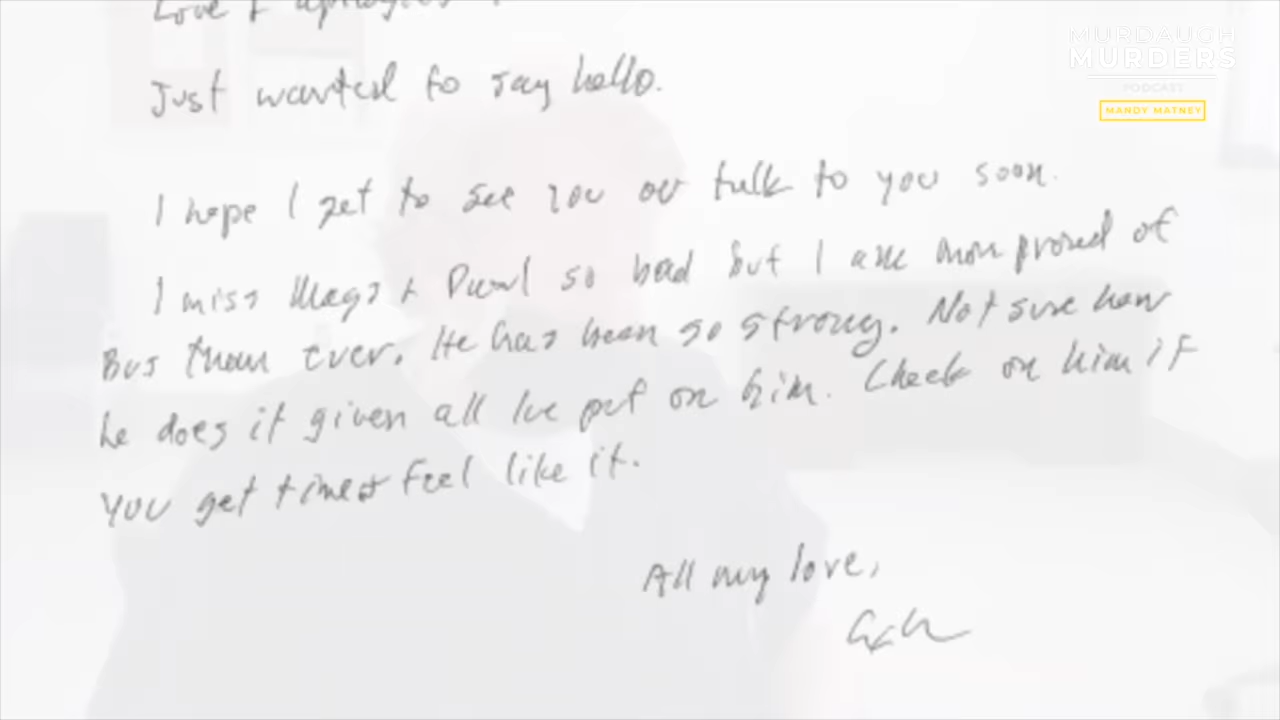 Love + apologies
MURDAUGH
MURDERS
PODCAST
MANDY MATNEY
Just wanted to say hello.
I hope I get to see you or talk to you soon.
I miss Mags + Paul so bad but I am more proud of
Bus than ever. He has been so strong. Not sure how
he does it given all Ive put on him. Check on him if
You get time & feel like it.
All my love,